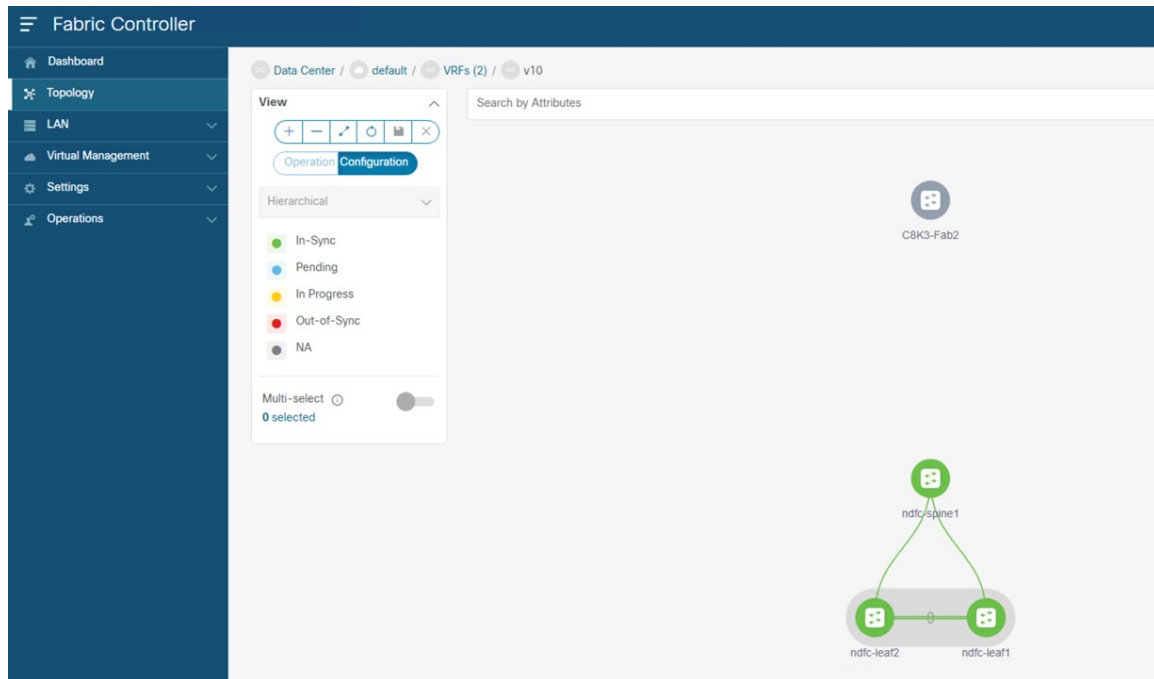 Fabric Controller
Dashboard
Topology
LAN
Virtual Management
Settings
Operations
Data Center / default / VRFs (2) / v10
View
Search by Attributes
Operation Configuration
Hierarchical
In-Sync
Pending
In Progress
Out-of-Sync
NA
Multi-select
0 selected
C8K3-Fab2
ndfc-spine1
ndfc-leaf2 ndfc-leaf1